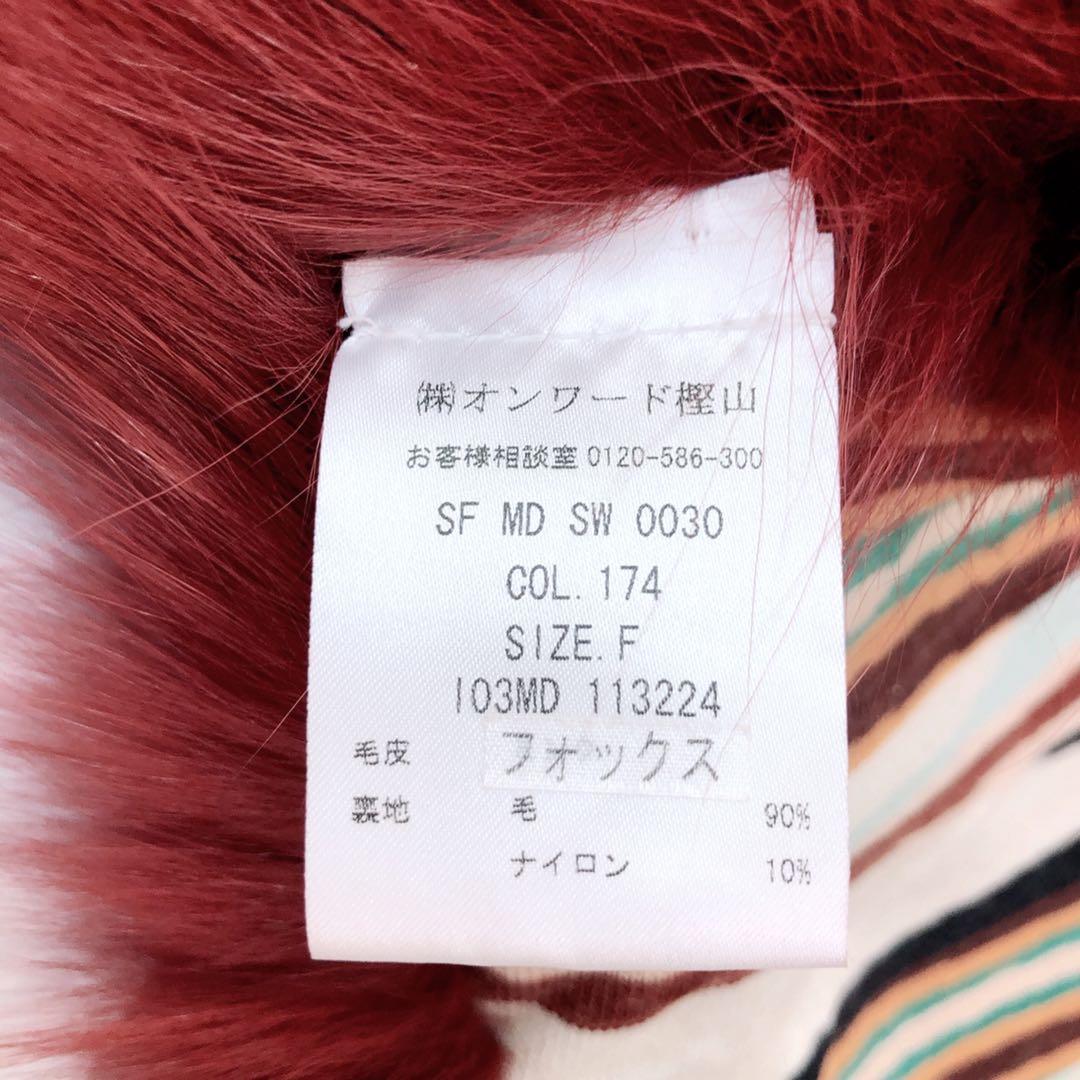 ㈱オンワード樫山
お客様相談室 0120-586-300
SF MD SW 0030
COL. 174
SIZE. F
I03MD 113224
毛皮 フォックス
裏地 毛 90%
ナイロン 10%